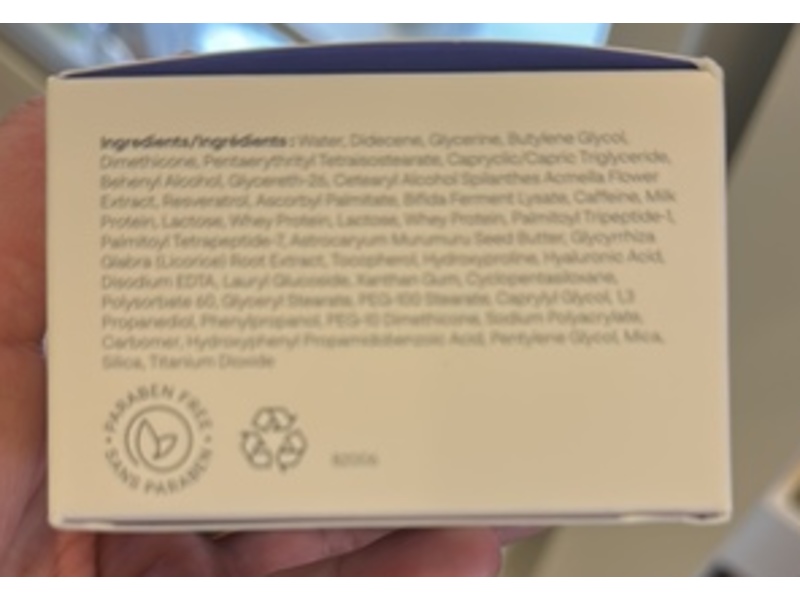 Ingredients/Ingrédients : Water, Didecene, Glycerine, Butylene Glycol,
Dimethicone, Pentaerythrityl Tetraisostearate, Capryclic/Capric Triglyceride,
Behenyl Alcohol, Glycereth-26, Cetearyl Alcohol Spilanthes Acmella Flower
Extract, Resveratrol, Ascorbyl Palmitate, Bifida Ferment Lysate, Caffeine, Milk
Protein, Lactose, Whey Protein, Lactose, Whey Protein, Palmitoyl Tripeptide-1,
Palmitoyl Tetrapeptide-7, Astrocaryum Murumuru Seed Butter, Glycyrrhiza
Glabra (Licorice) Root Extract, Tocopherol, Hydroxyproline, Hyaluronic Acid,
Disodium EDTA, Lauryl Glucoside, Xanthan Gum, Cyclopentasiloxane,
Polysorbate 60, Glyceryl Stearate, PEG-100 Stearate, Caprylyl Glycol, 1,3
Propanediol, Phenylpropanol, PEG-10 Dimethicone, Sodium Polyacrylate,
Carbomer, Hydroxyphenyl Propamidobenzoic Acid, Pentylene Glycol, Mica,
Silica, Titanium Dioxide
PARABEN FREE
SANS PARABEN